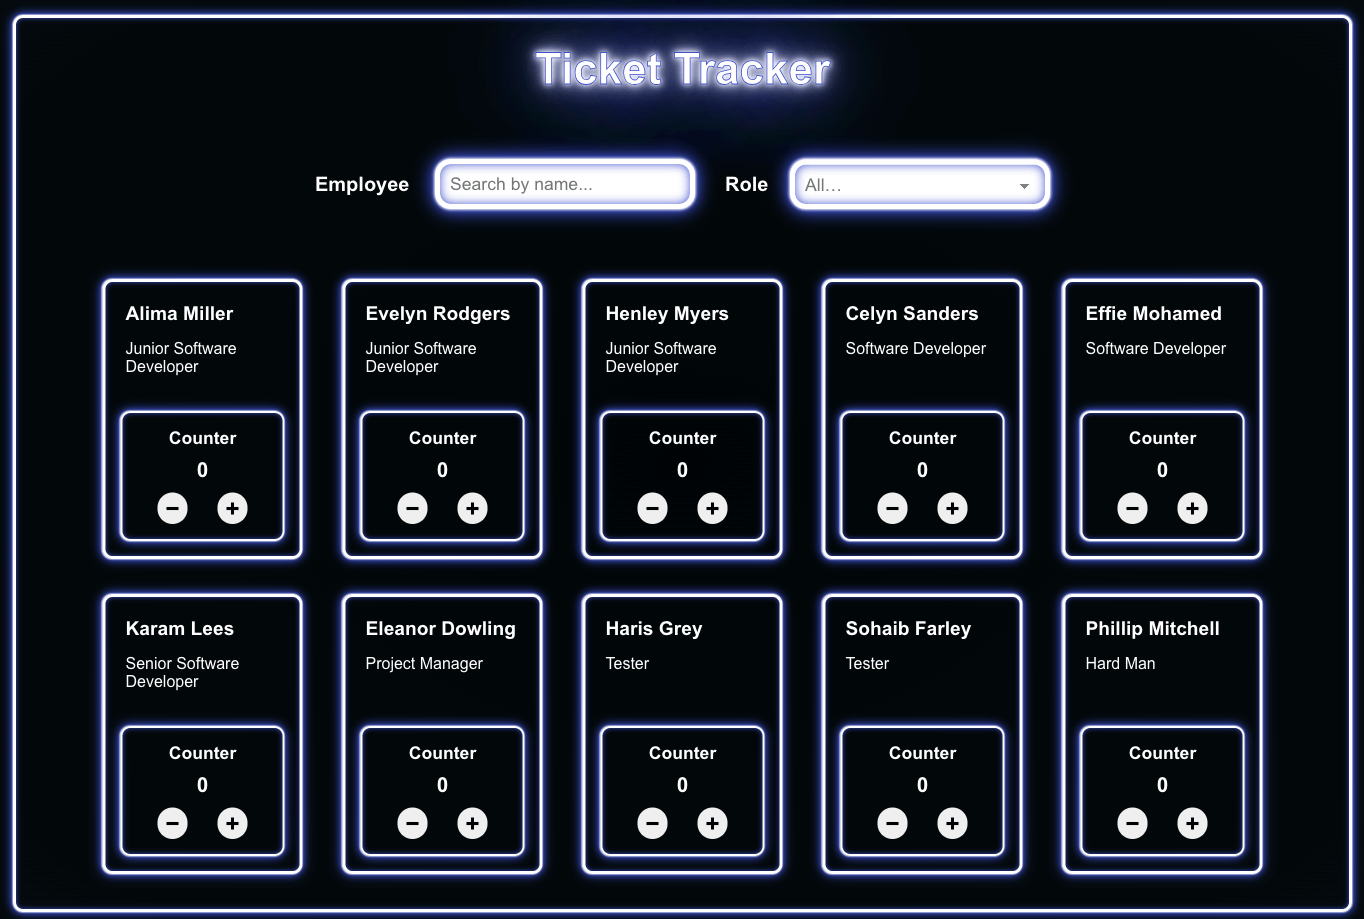 Ticket Tracker
Employee Search by name... Role All...
Alima Miller
Junior Software
Developer
Counter
0
− +
Evelyn Rodgers
Junior Software
Developer
Counter
0
− +
Henley Myers
Junior Software
Developer
Counter
0
− +
Celyn Sanders
Software Developer
Counter
0
− +
Effie Mohamed
Software Developer
Counter
0
− +
Karam Lees
Senior Software
Developer
Counter
0
− +
Eleanor Dowling
Project Manager
Counter
0
− +
Haris Grey
Tester
Counter
0
− +
Sohaib Farley
Tester
Counter
0
− +
Phillip Mitchell
Hard Man
Counter
0
− +